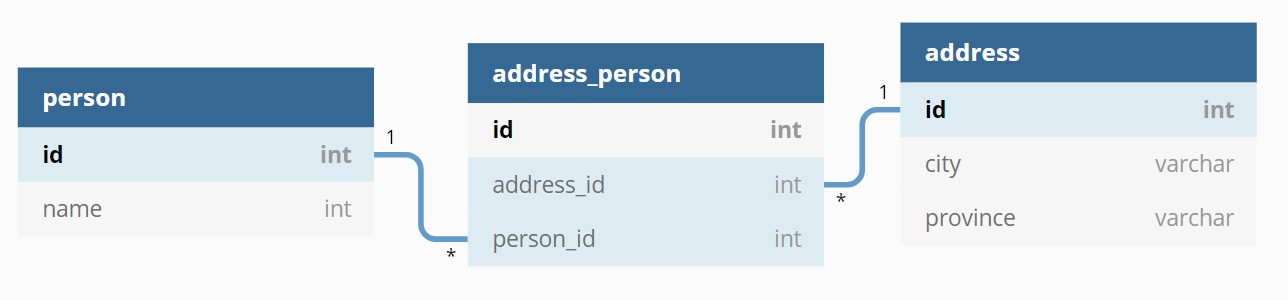 person
id int
name int
1
*
address_person
id int
address_id int
person_id int
*
1
address
id int
city varchar
province varchar